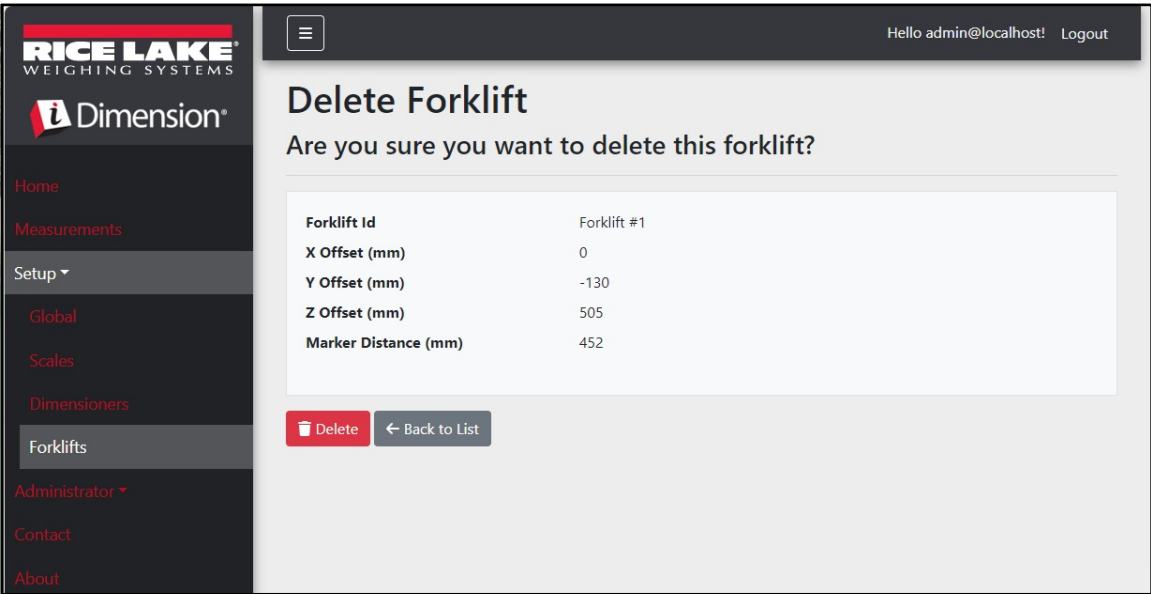 RICE LAKE®
WEIGHING SYSTEMS
i Dimension®
Home
Measurements
Setup
Global
Scales
Dimensioners
Forklifts
Administrator
Contact
About
Hello admin@localhost! Logout
Delete Forklift
Are you sure you want to delete this forklift?
Forklift Id Forklift #1
X Offset (mm) 0
Y Offset (mm) -130
Z Offset (mm) 505
Marker Distance (mm) 452
Delete Back to List